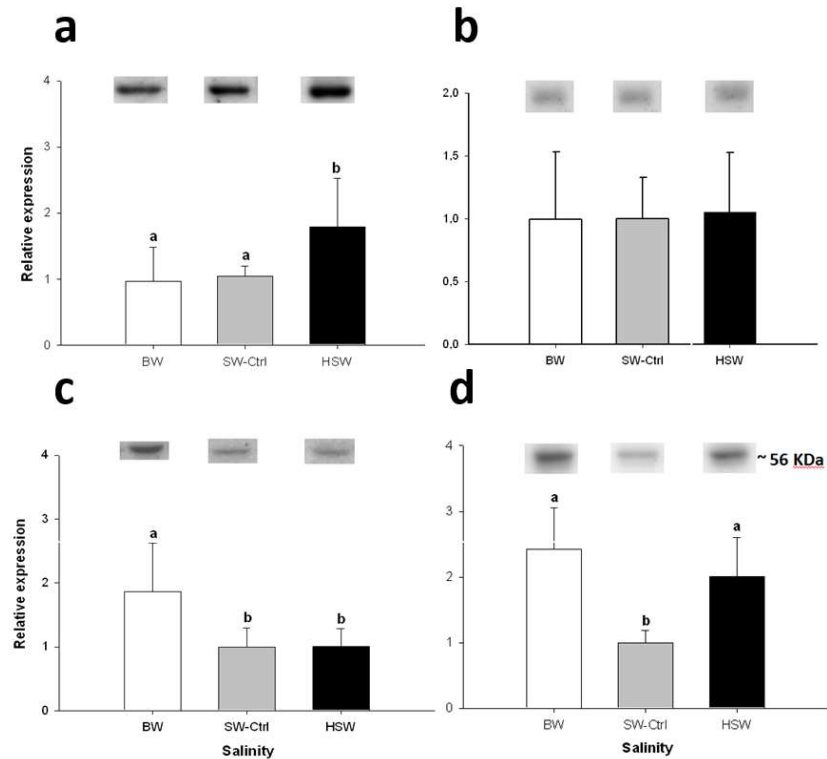 a
4
3
2
1
0
Relative expression
a
a
b
BW
SW-Ctrl
HSW
b
2.0
1.5
1.0
0.5
0.0
BW
SW-Ctrl
HSW
c
4
3
2
1
0
Relative expression
a
b
b
BW
SW-Ctrl
HSW
Salinity
d
4
3
2
1
0
~ 56 KDa
a
b
a
BW
SW-Ctrl
HSW
Salinity